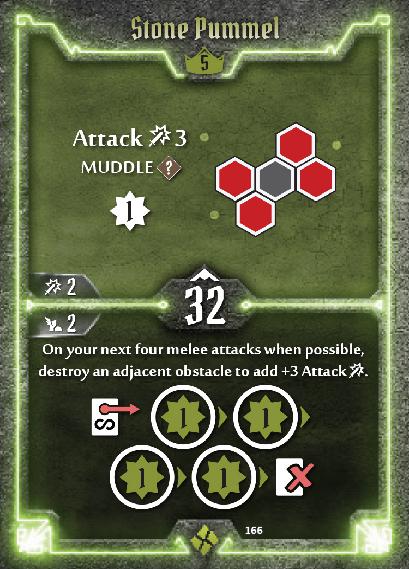 Stone Pummel
5
Attack 3
MUDDLE ?
1
2
32
2
On your next four melee attacks when possible,
destroy an adjacent obstacle to add +3 Attack.
1 1
1 1
166